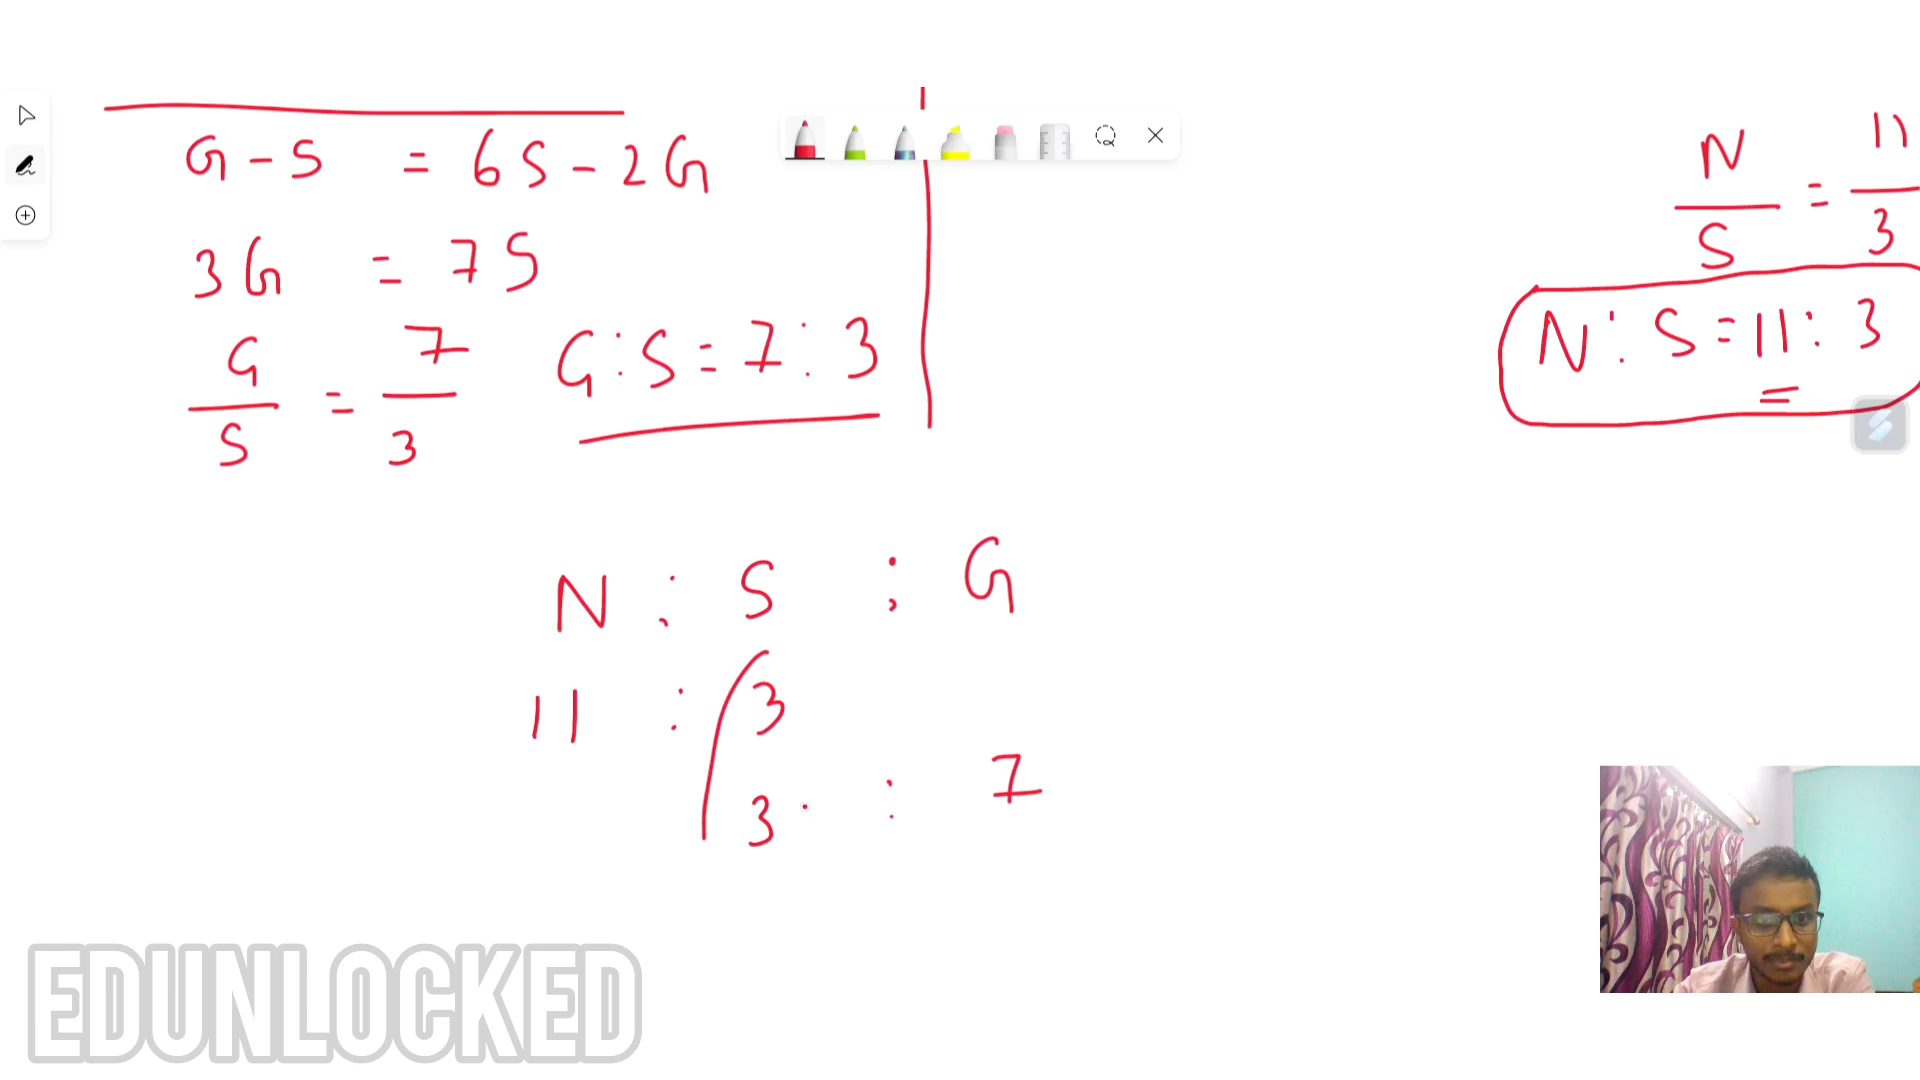 G - S = 6S - 2G
3G = 7S
G/S = 7/3
G : S = 7 : 3
N/S = 11/3
N : S = 11 : 3
N : S : G
11 : 3
3 : 7
EDUNLOCKED